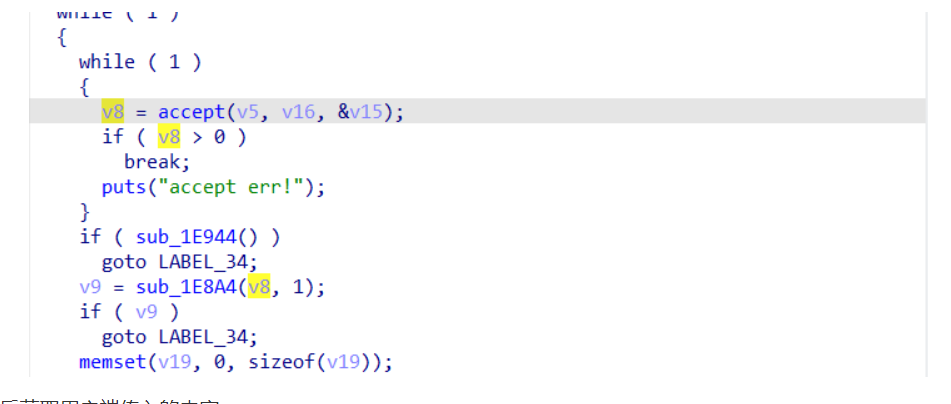 while ( 1 )
{
while ( 1 )
{
v8 = accept(v5, v16, &v15);
if ( v8 > 0 )
break;
puts("accept err!");
}
if ( sub_1E944() )
goto LABEL_34;
v9 = sub_1E8A4(v8, 1);
if ( v9 )
goto LABEL_34;
memset(v19, 0, sizeof(v19));